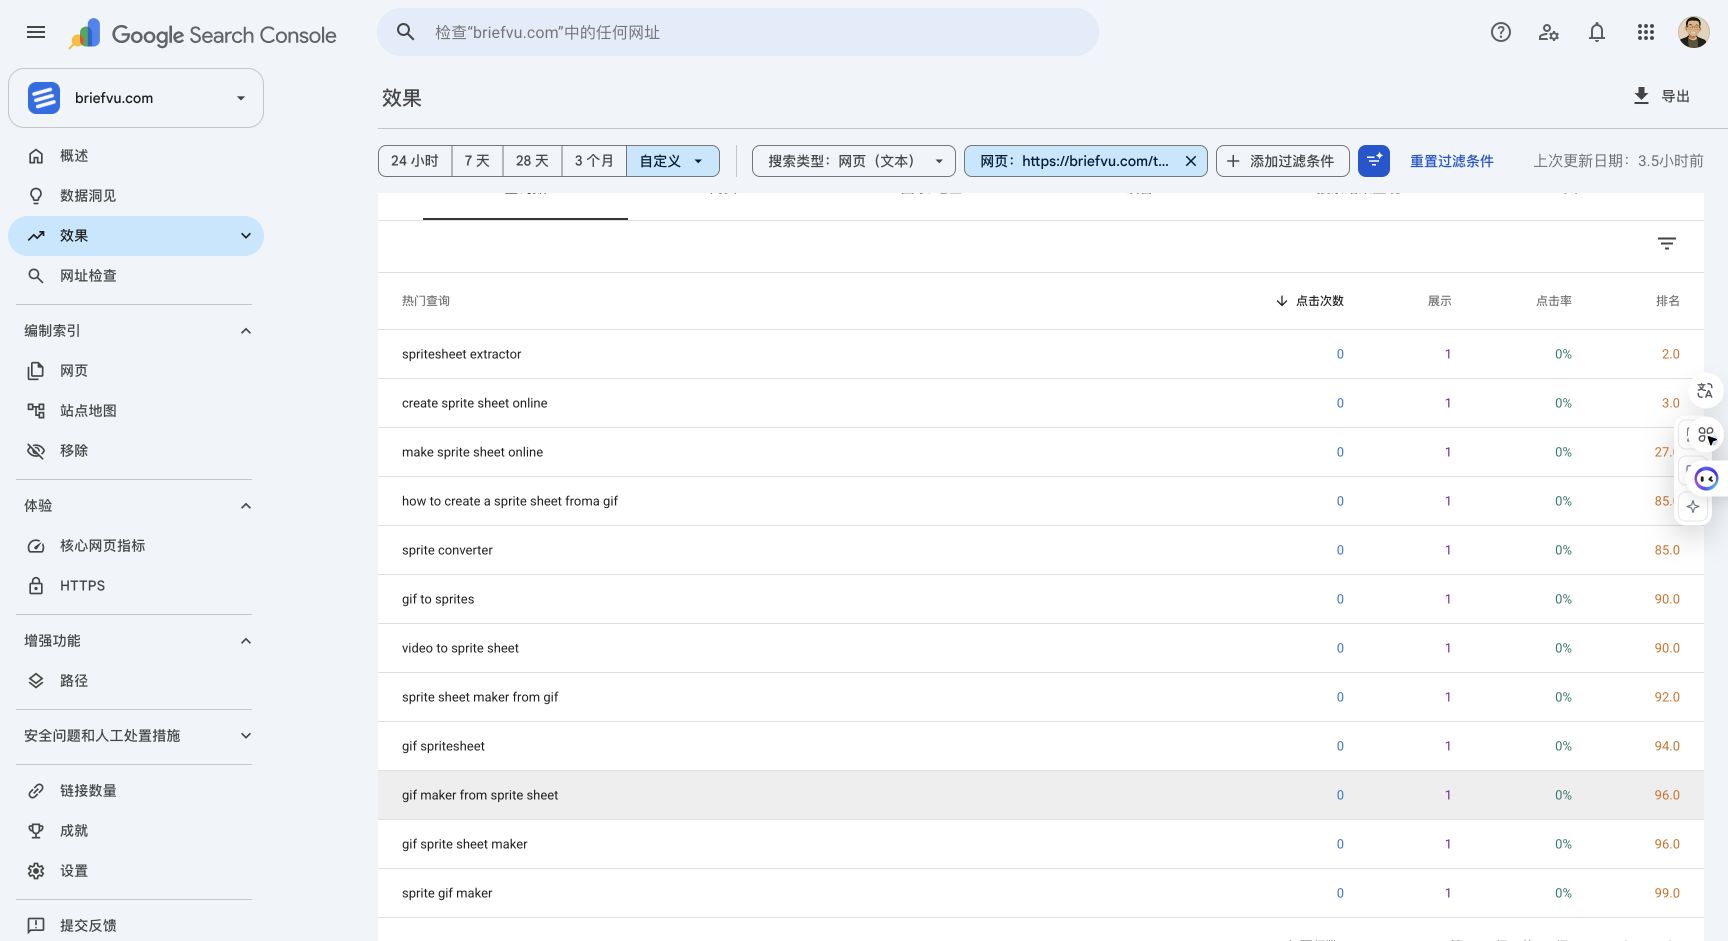 Google Search Console
检查“briefvu.com”中的任何网址
briefvu.com
概述
数据洞见
效果
网址检查
编制索引
网页
站点地图
移除
体验
核心网页指标
HTTPS
增强功能
路径
安全问题和人工处置措施
链接数量
成就
设置
提交反馈
效果
导出
24 小时 7 天 28 天 3 个月 自定义
搜索类型：网页（文本） 网页：https://briefvu.com/t... 添加过滤条件 重置过滤条件 上次更新日期：3.5小时前
热门查询 点击次数 展示 点击率 排名
spritesheet extractor 0 1 0% 2.0
create sprite sheet online 0 1 0% 3.0
make sprite sheet online 0 1 0% 27.
how to create a sprite sheet froma gif 0 1 0% 85.
sprite converter 0 1 0% 85.0
gif to sprites 0 1 0% 90.0
video to sprite sheet 0 1 0% 90.0
sprite sheet maker from gif 0 1 0% 92.0
gif spritesheet 0 1 0% 94.0
gif maker from sprite sheet 0 1 0% 96.0
gif sprite sheet maker 0 1 0% 96.0
sprite gif maker 0 1 0% 99.0